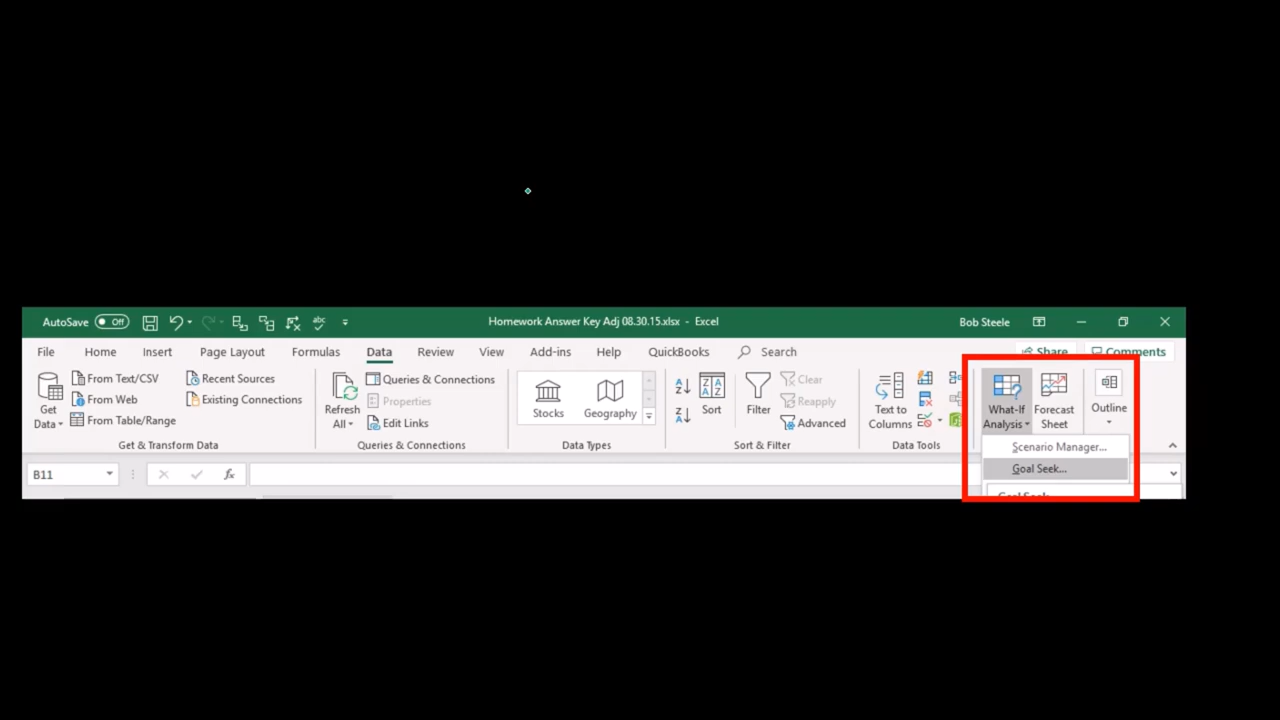 AutoSave Off abc Homework Answer Key Adj 08.30.15.xlsx - Excel Bob Steele
File Home Insert Page Layout Formulas Data Review View Add-ins Help QuickBooks Search Share Comments
Get Data From Text/CSV From Web From Table/Range Recent Sources Existing Connections
Get & Transform Data
Refresh All Queries & Connections Properties Edit Links
Queries & Connections
Stocks Geography
Data Types
A Z Z A Sort Filter Clear Reapply Advanced
Sort & Filter
Text to Columns
Data Tools
What-If Analysis Forecast Sheet Outline
Scenario Manager...
Goal Seek...
Goal Seek
B11 fx